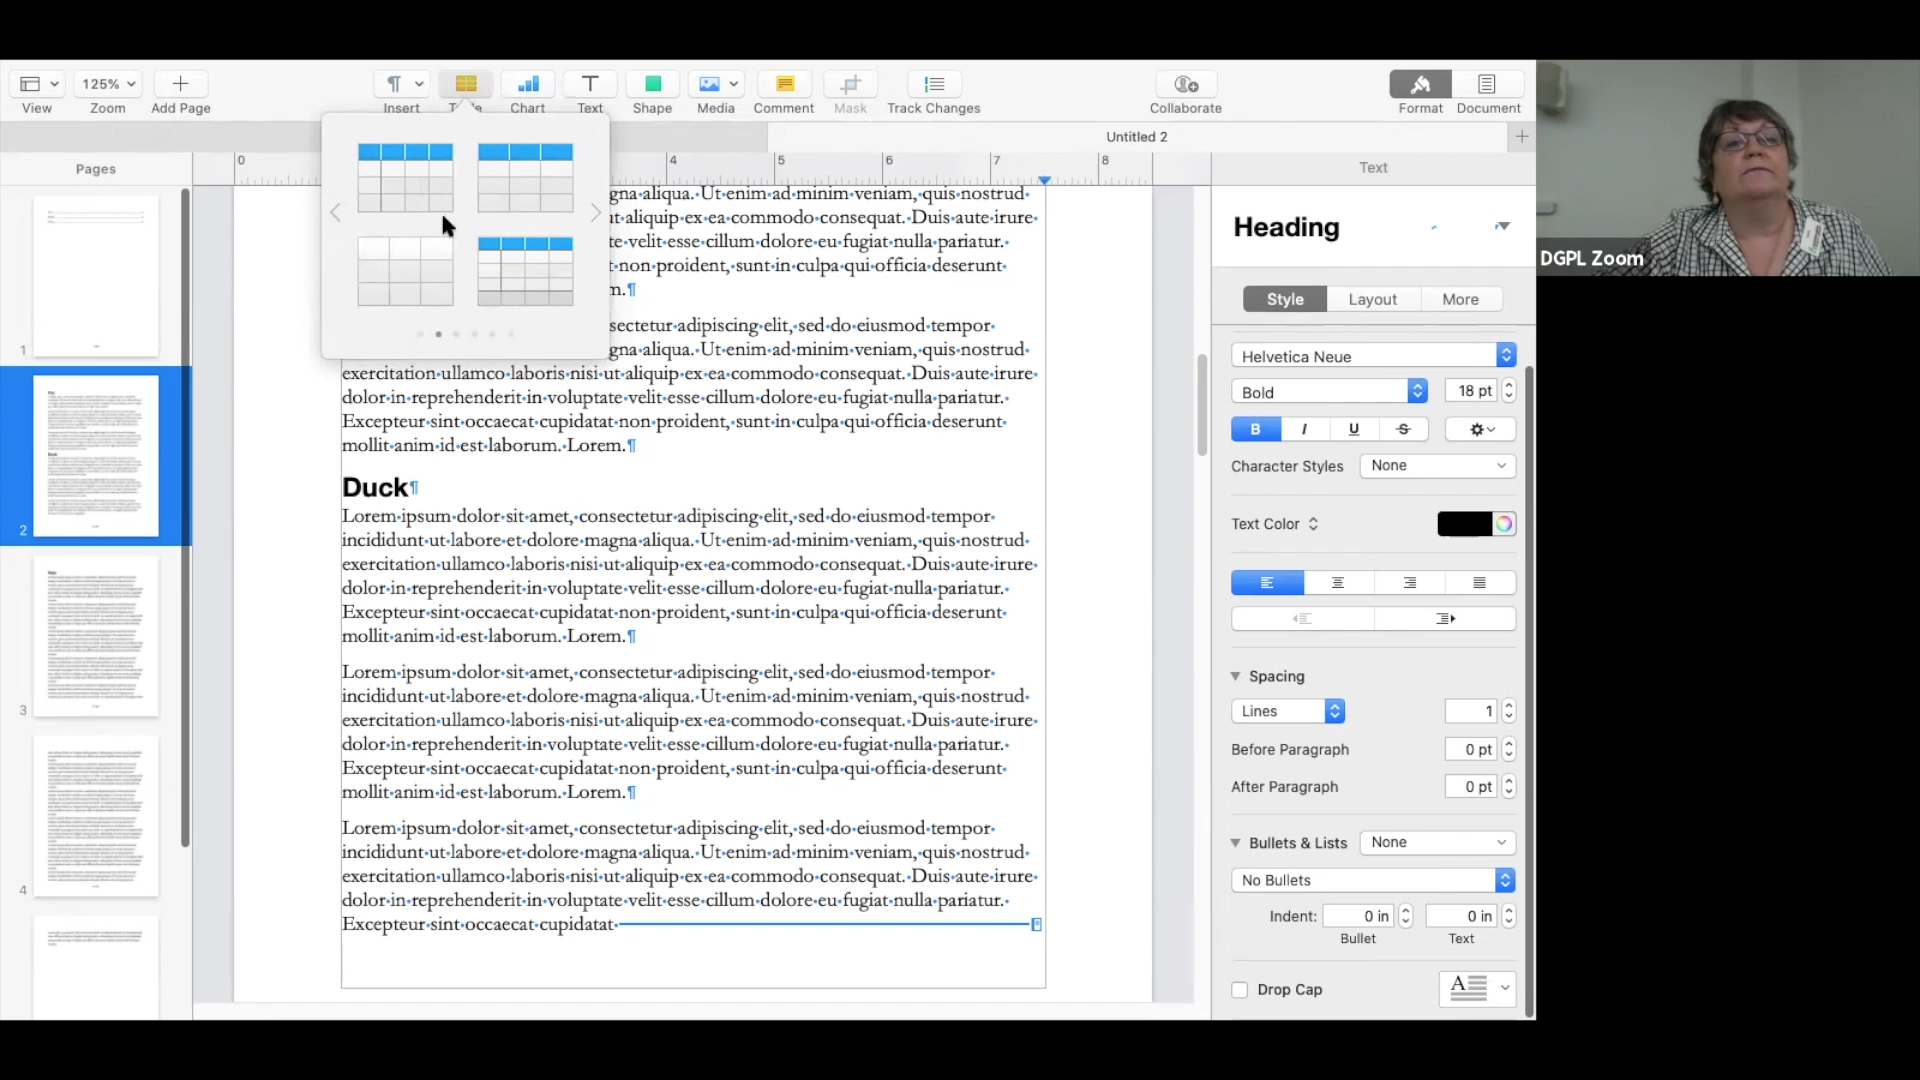 125%
View
Zoom
Add Page
Insert
Chart
Text
Shape
Media
Comment
Mask
Track Changes
Collaborate
Format
Document
Untitled 2
Pages
0
4
5
6
7
8
Text
1
2
3
4
gna aliqua. Ut enim ad minim veniam, quis nostrud
ut aliquip ex ea commodo consequat. Duis aute irure
te velit esse cillum dolore eu fugiat nulla pariatur.
t non proident, sunt in culpa qui officia deserunt
m.¶
sectetur adipiscing elit, sed do eiusmod tempor
gna aliqua. Ut enim ad minim veniam, quis nostrud
exercitation ullamco laboris nisi ut aliquip ex ea commodo consequat. Duis aute irure
dolor in reprehenderit in voluptate velit esse cillum dolore eu fugiat nulla pariatur.
Excepteur sint occaecat cupidatat non proident, sunt in culpa qui officia deserunt
mollit anim id est laborum. Lorem.¶
Duck¶
Lorem ipsum dolor sit amet, consectetur adipiscing elit, sed do eiusmod tempor
incididunt ut labore et dolore magna aliqua. Ut enim ad minim veniam, quis nostrud
exercitation ullamco laboris nisi ut aliquip ex ea commodo consequat. Duis aute irure
dolor in reprehenderit in voluptate velit esse cillum dolore eu fugiat nulla pariatur.
Excepteur sint occaecat cupidatat non proident, sunt in culpa qui officia deserunt
mollit anim id est laborum. Lorem.¶
Lorem ipsum dolor sit amet, consectetur adipiscing elit, sed do eiusmod tempor
incididunt ut labore et dolore magna aliqua. Ut enim ad minim veniam, quis nostrud
exercitation ullamco laboris nisi ut aliquip ex ea commodo consequat. Duis aute irure
dolor in reprehenderit in voluptate velit esse cillum dolore eu fugiat nulla pariatur.
Excepteur sint occaecat cupidatat non proident, sunt in culpa qui officia deserunt
mollit anim id est laborum. Lorem.¶
Lorem ipsum dolor sit amet, consectetur adipiscing elit, sed do eiusmod tempor
incididunt ut labore et dolore magna aliqua. Ut enim ad minim veniam, quis nostrud
exercitation ullamco laboris nisi ut aliquip ex ea commodo consequat. Duis aute irure
dolor in reprehenderit in voluptate velit esse cillum dolore eu fugiat nulla pariatur.
Excepteur sint occaecat cupidatat
Heading
Style
Layout
More
Helvetica Neue
Bold
18 pt
B I U S
Character Styles
None
Text Color
Spacing
Lines
1
Before Paragraph
0 pt
After Paragraph
0 pt
Bullets & Lists
None
No Bullets
Indent:
0 in
0 in
Bullet
Text
Drop Cap
A
DGPL Zoom